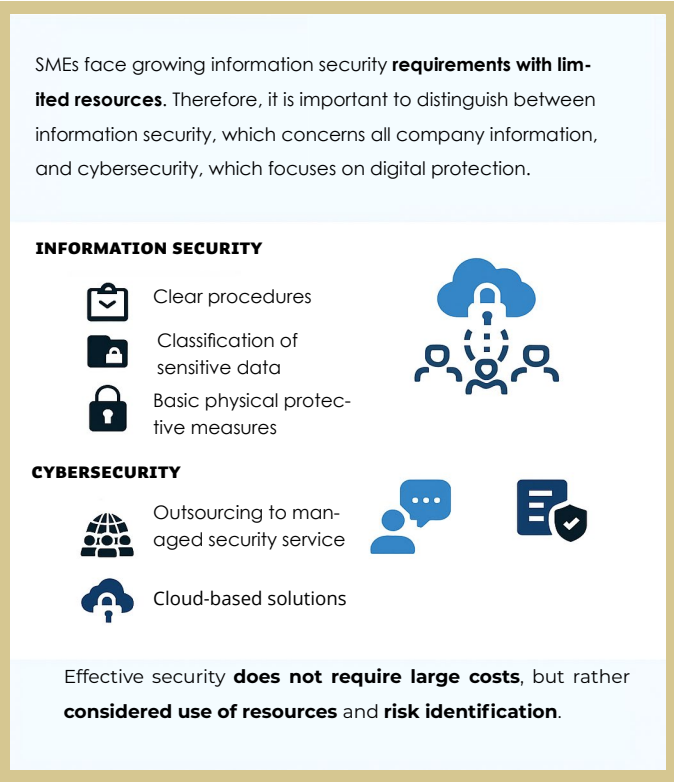 SMEs face growing information security requirements with lim-
ited resources. Therefore, it is important to distinguish between
information security, which concerns all company information,
and cybersecurity, which focuses on digital protection.
INFORMATION SECURITY
Clear procedures
Classification of
sensitive data
Basic physical protec-
tive measures
CYBERSECURITY
Outsourcing to man-
aged security service
Cloud-based solutions
Effective security does not require large costs, but rather
considered use of resources and risk identification.